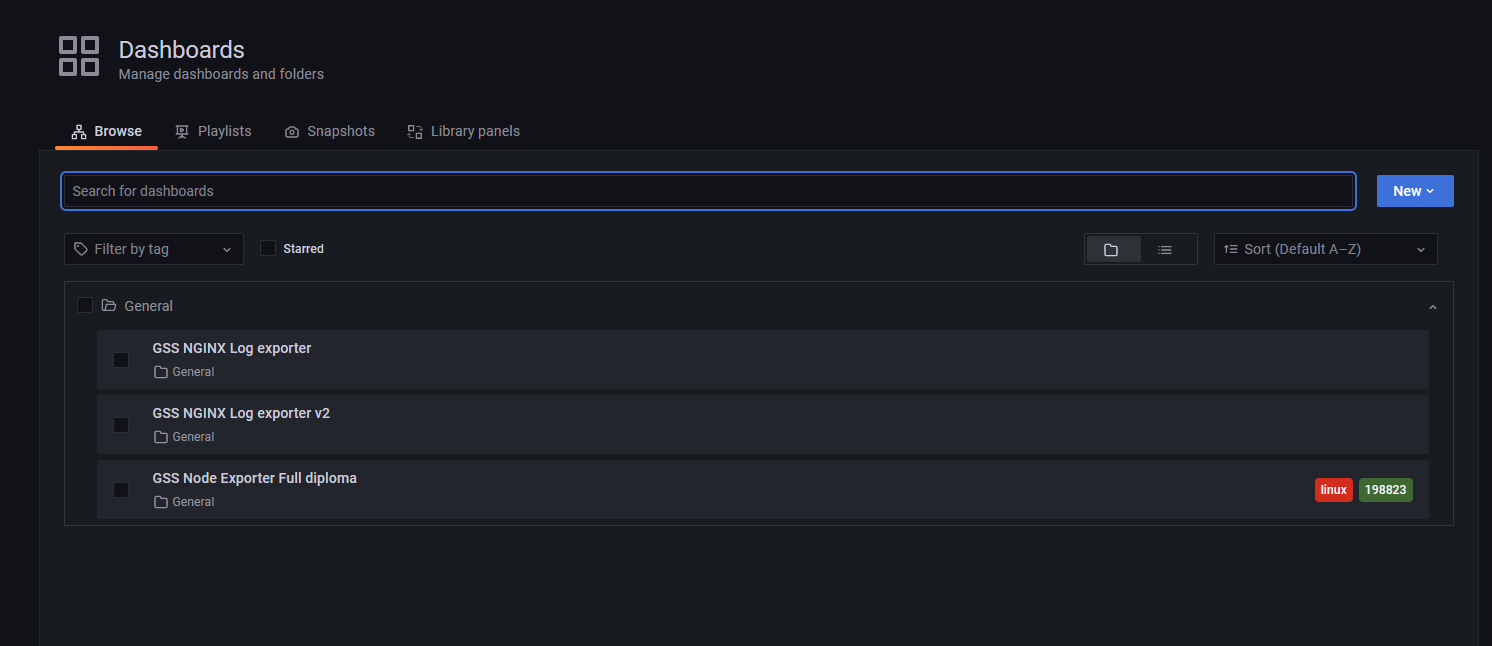 Dashboards
Manage dashboards and folders
Browse
Playlists
Snapshots
Library panels
Search for dashboards
New
Filter by tag
Starred
Sort (Default A–Z)
General
GSS NGINX Log exporter
General
GSS NGINX Log exporter v2
General
GSS Node Exporter Full diploma
General
linux
198823